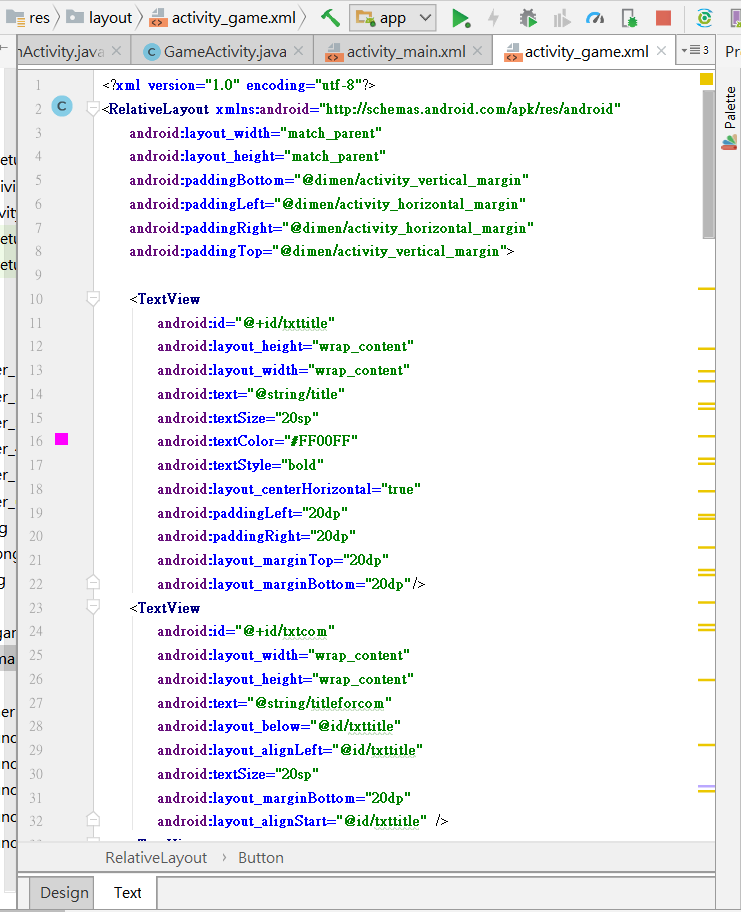 res layout activity_game.xml app
nActivity.java GameActivity.java activity_main.xml activity_game.xml 3
Palette
1 <?xml version="1.0" encoding="utf-8"?>
2 <RelativeLayout xmlns:android="http://schemas.android.com/apk/res/android"
3 android:layout_width="match_parent"
4 android:layout_height="match_parent"
5 android:paddingBottom="@dimen/activity_vertical_margin"
6 android:paddingLeft="@dimen/activity_horizontal_margin"
7 android:paddingRight="@dimen/activity_horizontal_margin"
8 android:paddingTop="@dimen/activity_vertical_margin">
9
10 <TextView
11 android:id="@+id/txttitle"
12 android:layout_height="wrap_content"
13 android:layout_width="wrap_content"
14 android:text="@string/title"
15 android:textSize="20sp"
16 android:textColor="#FF00FF"
17 android:textStyle="bold"
18 android:layout_centerHorizontal="true"
19 android:paddingLeft="20dp"
20 android:paddingRight="20dp"
21 android:layout_marginTop="20dp"
22 android:layout_marginBottom="20dp"/>
23 <TextView
24 android:id="@+id/txtcom"
25 android:layout_width="wrap_content"
26 android:layout_height="wrap_content"
27 android:text="@string/titleforcom"
28 android:layout_below="@id/txttitle"
29 android:layout_alignLeft="@id/txttitle"
30 android:textSize="20sp"
31 android:layout_marginBottom="20dp"
32 android:layout_alignStart="@id/txttitle" />
RelativeLayout › Button
Design Text